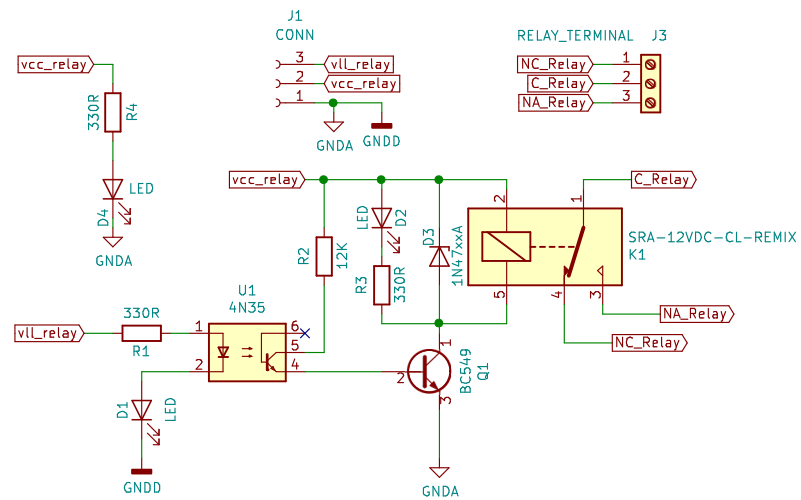 J1
CONN
RELAY_TERMINAL J3
vcc_relay
3 vll_relay
2 vcc_relay
1
NC_Relay 1
C_Relay 2
NA_Relay 3
330R
R4
GNDA
GNDD
LED
D4
GNDA
vcc_relay
C_Relay
LED
D2
D3
1N47xxA
2
1
SRA-12VDC-CL-REMIX
K1
R2
12K
R3
330R
5
4
3
U1
4N35
NA_Relay
NC_Relay
vll_relay
330R
R1
1
2
6
5
4
1
2
3
BC549
Q1
D1
LED
GNDD
GNDA